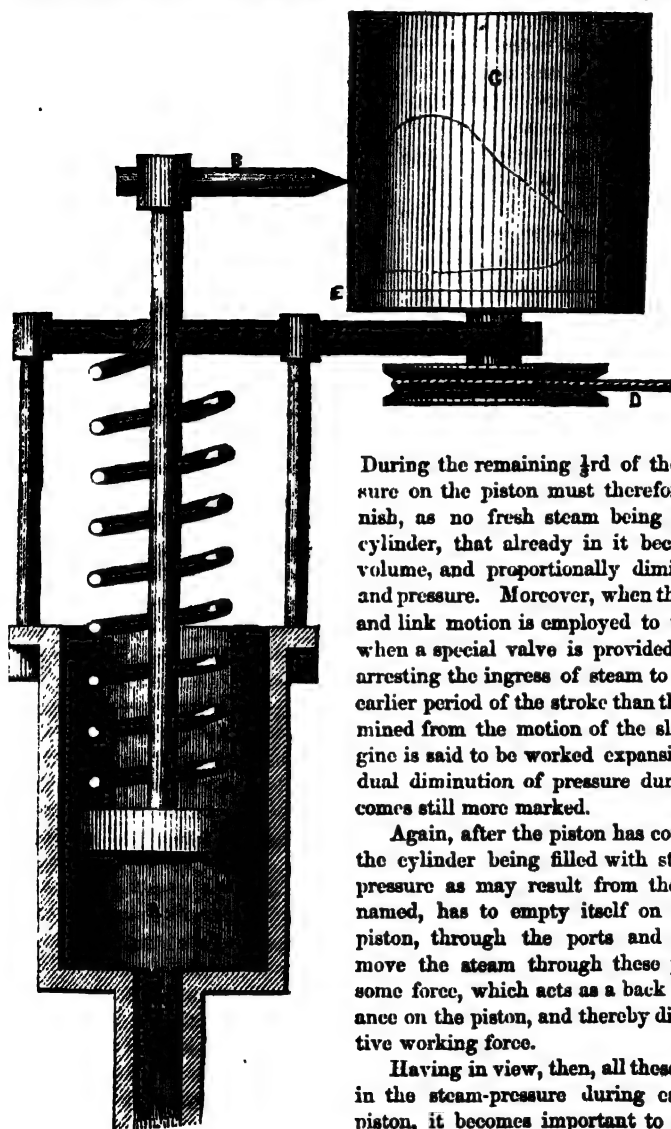 C
B
E
D
During the remaining ⅓rd of the
sure on the piston must therefor
nish, as no fresh steam being
cylinder, that already in it bec
volume, and proportionally dimi
and pressure. Moreover, when th
and link motion is employed to
when a special valve is provided
arresting the ingress of steam to
earlier period of the stroke than th
mined from the motion of the sl
gine is said to be worked expansi
dual diminution of pressure dur
comes still more marked.
Again, after the piston has co
the cylinder being filled with st
pressure as may result from the
named, has to empty itself on
piston, through the ports and
move the steam through these
some force, which acts as a back
ance on the piston, and thereby di
tive working force.
Having in view, then, all these
in the steam-pressure during c
piston, it becomes important to